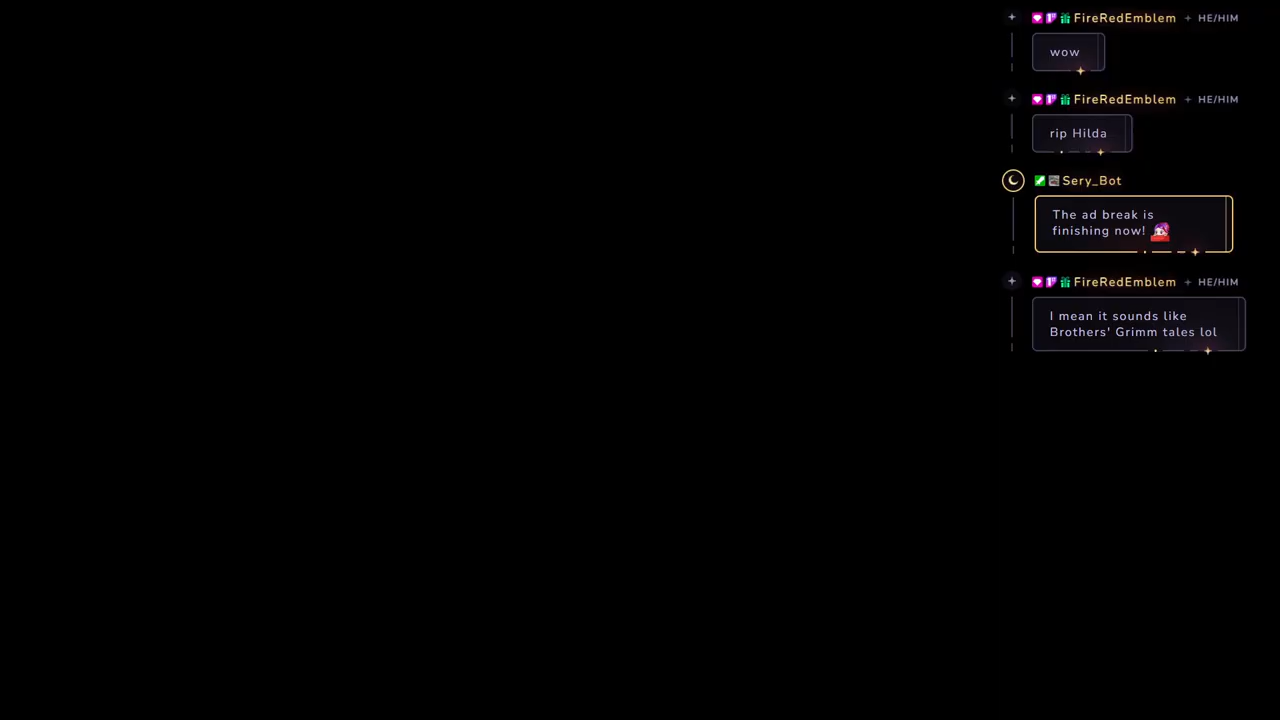 FireRedEmblem HE/HIM
wow
FireRedEmblem HE/HIM
rip Hilda
Sery_Bot
The ad break is
finishing now!
FireRedEmblem HE/HIM
I mean it sounds like
Brothers' Grimm tales lol